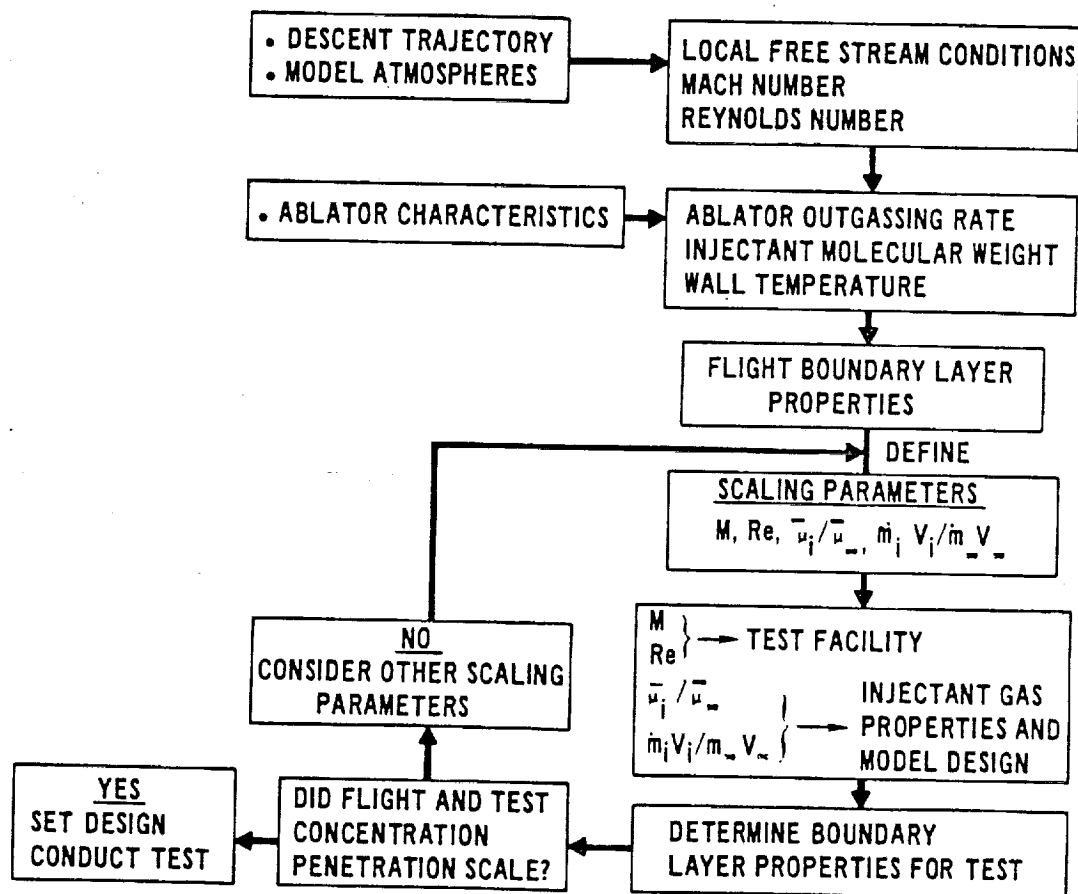 • DESCENT TRAJECTORY
• MODEL ATMOSPHERES
LOCAL FREE STREAM CONDITIONS
MACH NUMBER
REYNOLDS NUMBER
• ABLATOR CHARACTERISTICS
ABLATOR OUTGASSING RATE
INJECTANT MOLECULAR WEIGHT
WALL TEMPERATURE
FLIGHT BOUNDARY LAYER
PROPERTIES
DEFINE
SCALING PARAMETERS
M, Re, μ̄i/μ̄∞, ṁi Vi/ṁ∞ V∞
M
Re
TEST FACILITY
μ̄i/μ̄∞
ṁiVi/m∞ V∞
INJECTANT GAS
PROPERTIES AND
MODEL DESIGN
DETERMINE BOUNDARY
LAYER PROPERTIES FOR TEST
DID FLIGHT AND TEST
CONCENTRATION
PENETRATION SCALE?
NO
CONSIDER OTHER SCALING
PARAMETERS
YES
SET DESIGN
CONDUCT TEST